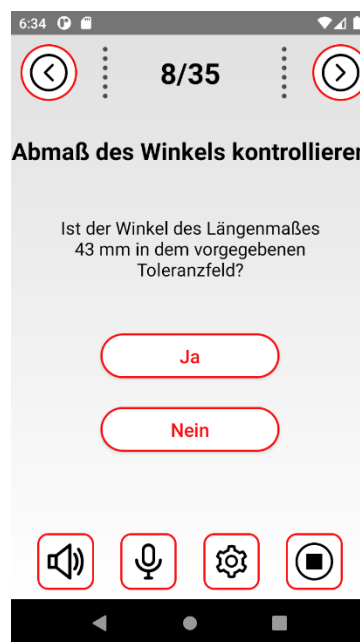 6:34
8/35
Abmaß des Winkels kontrollieren
Ist der Winkel des Längenmaßes
43 mm in dem vorgegebenen
Toleranzfeld?
Ja
Nein